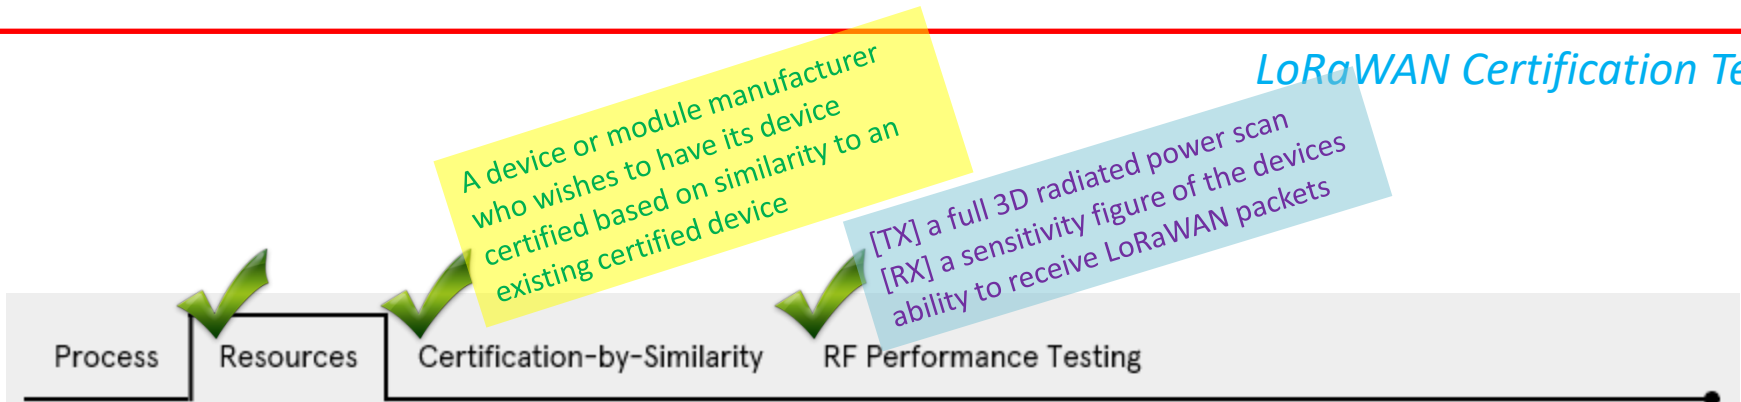 LoRaWAN Certification
A device or module manufacturer
who wishes to have its device
certified based on similarity to an
existing certified device
[TX] a full 3D radiated power scan
[RX] a sensitivity figure of the devices
ability to receive LoRaWAN packets
Process
Resources
Certification-by-Similarity
RF Performance Testing